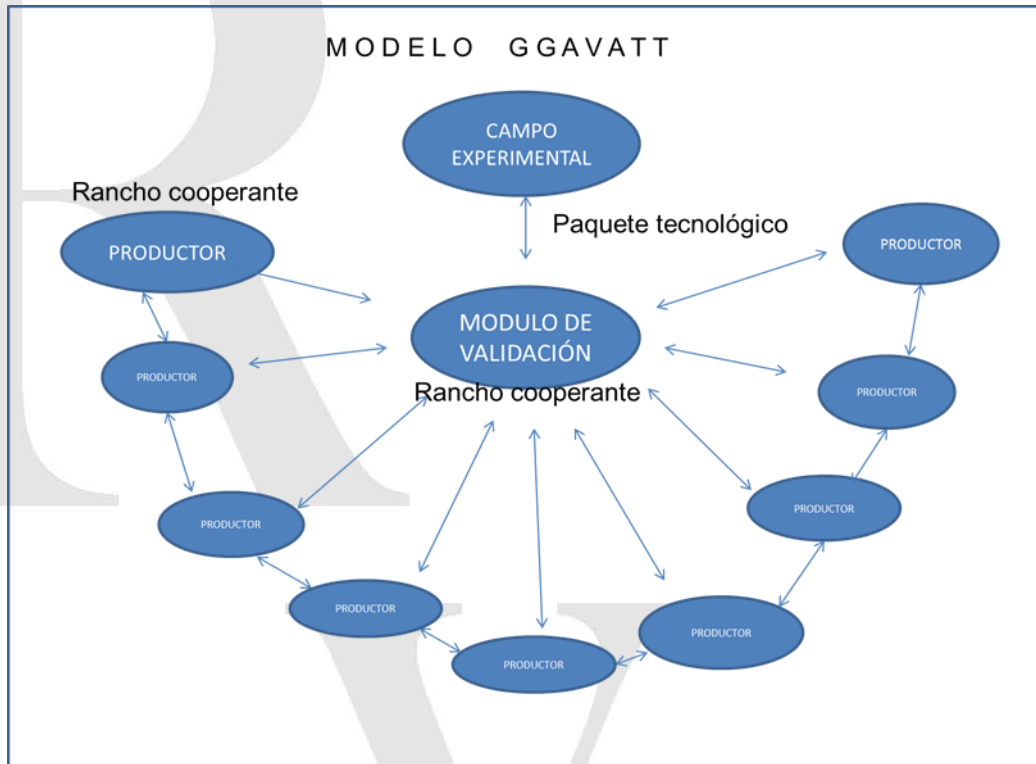 MODELO GGAVATT
CAMPO
EXPERIMENTAL
Rancho cooperante
Paquete tecnológico
PRODUCTOR
PRODUCTOR
MODULO DE
VALIDACIÓN
Rancho cooperante
PRODUCTOR
PRODUCTOR
PRODUCTOR
PRODUCTOR
PRODUCTOR
PRODUCTOR
PRODUCTOR